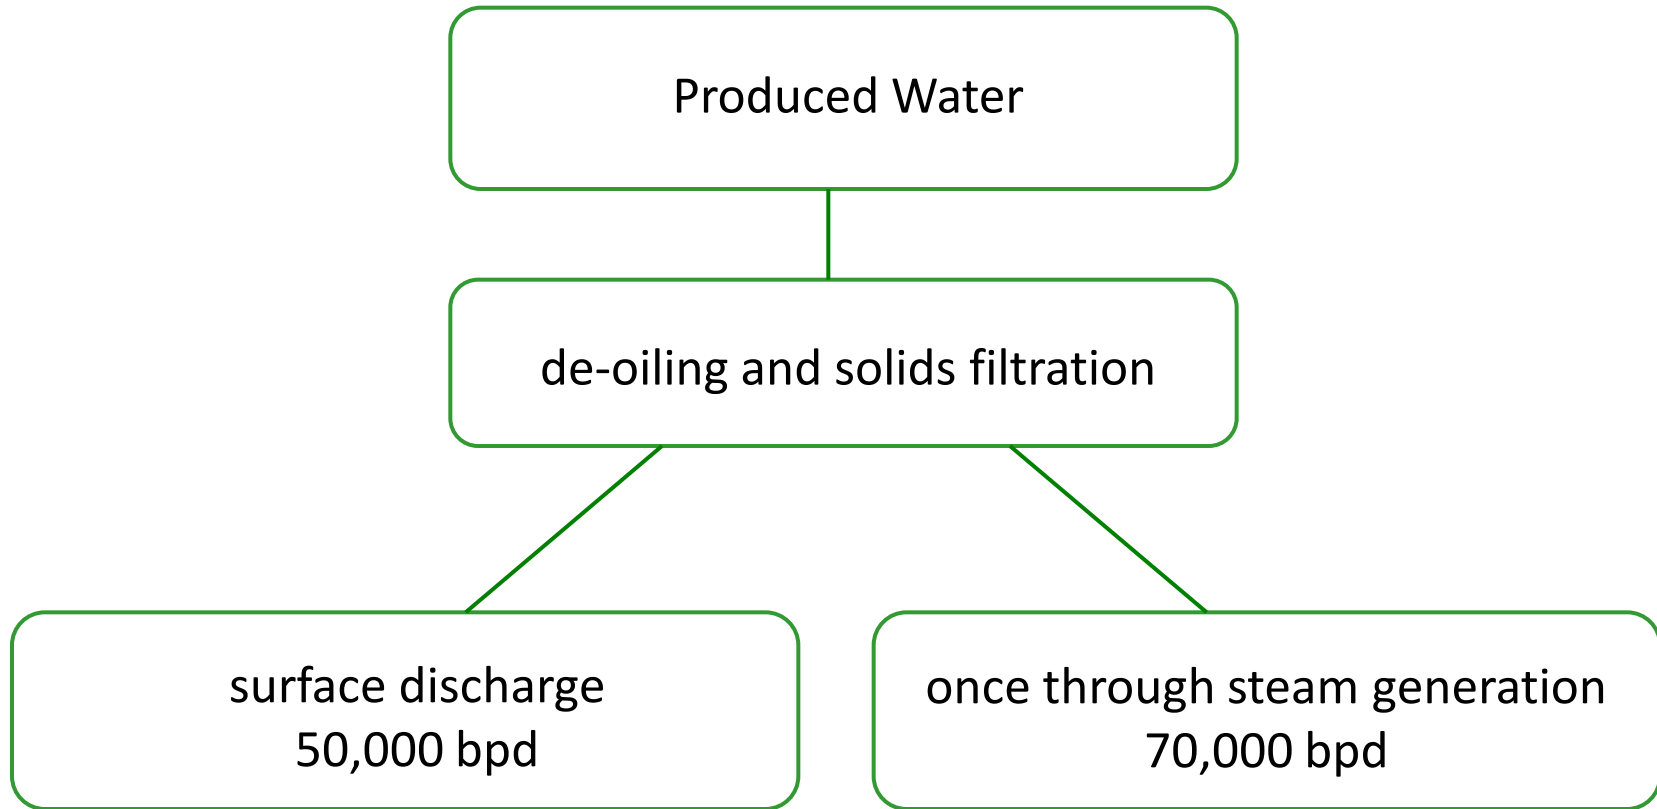 Produced Water
de-oiling and solids filtration
surface discharge
50,000 bpd
once through steam generation
70,000 bpd